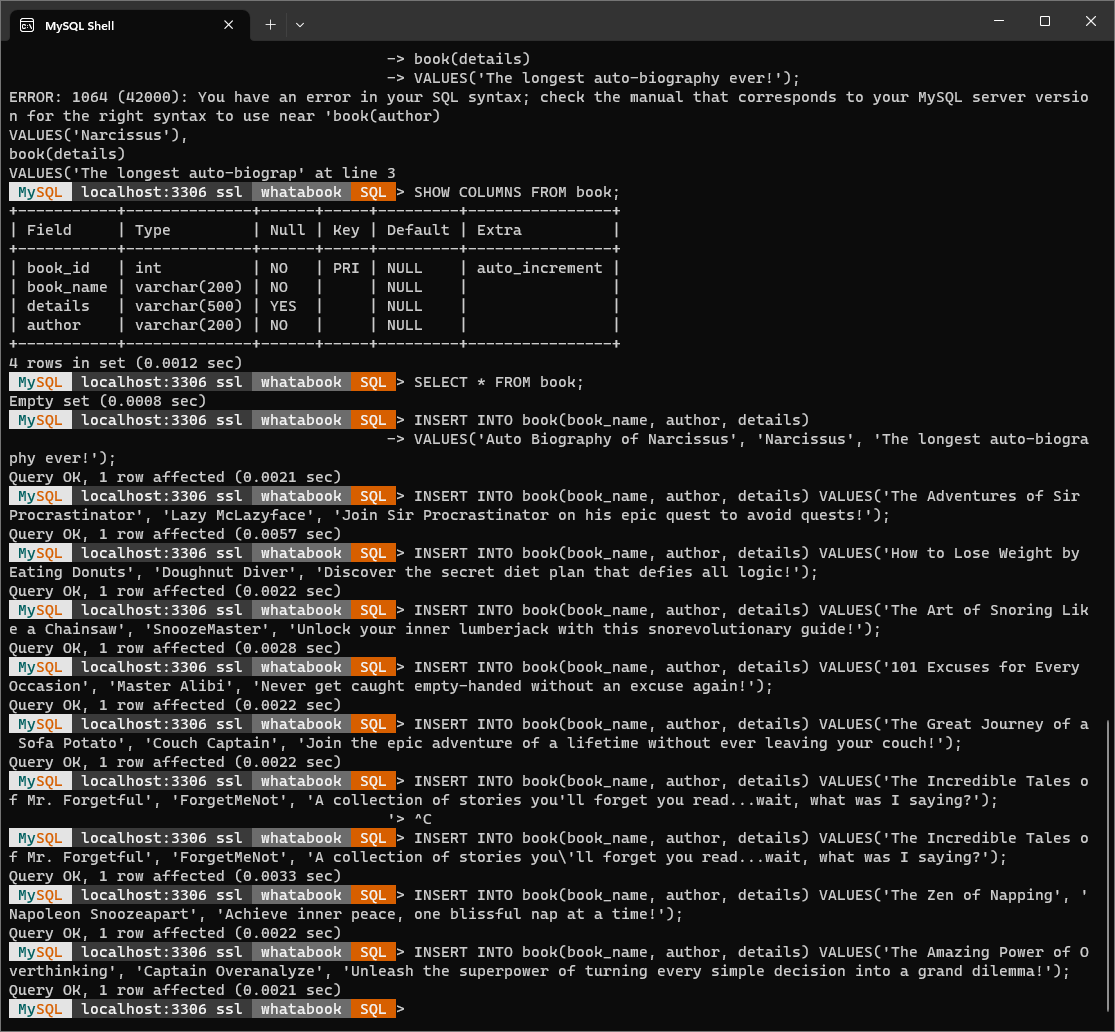 MySQL Shell
-> book(details)
-> VALUES('The longest auto-biography ever!');
ERROR: 1064 (42000): You have an error in your SQL syntax; check the manual that corresponds to your MySQL server versio
n for the right syntax to use near 'book(author)
VALUES('Narcissus'),
book(details)
VALUES('The longest auto-biograp' at line 3
MySQL localhost:3306 ssl whatabook SQL > SHOW COLUMNS FROM book;
+-----------+--------------+------+-----+---------+----------------+
| Field     | Type         | Null | Key | Default | Extra          |
+-----------+--------------+------+-----+---------+----------------+
| book_id   | int          | NO   | PRI | NULL    | auto_increment |
| book_name | varchar(200) | NO   |     | NULL    |                |
| details   | varchar(500) | YES  |     | NULL    |                |
| author    | varchar(200) | NO   |     | NULL    |                |
+-----------+--------------+------+-----+---------+----------------+
4 rows in set (0.0012 sec)
MySQL localhost:3306 ssl whatabook SQL > SELECT * FROM book;
Empty set (0.0008 sec)
MySQL localhost:3306 ssl whatabook SQL > INSERT INTO book(book_name, author, details)
-> VALUES('Auto Biography of Narcissus', 'Narcissus', 'The longest auto-biogra
phy ever!');
Query OK, 1 row affected (0.0021 sec)
MySQL localhost:3306 ssl whatabook SQL > INSERT INTO book(book_name, author, details) VALUES('The Adventures of Sir
Procrastinator', 'Lazy McLazyface', 'Join Sir Procrastinator on his epic quest to avoid quests!');
Query OK, 1 row affected (0.0057 sec)
MySQL localhost:3306 ssl whatabook SQL > INSERT INTO book(book_name, author, details) VALUES('How to Lose Weight by
Eating Donuts', 'Doughnut Diver', 'Discover the secret diet plan that defies all logic!');
Query OK, 1 row affected (0.0022 sec)
MySQL localhost:3306 ssl whatabook SQL > INSERT INTO book(book_name, author, details) VALUES('The Art of Snoring Lik
e a Chainsaw', 'SnoozeMaster', 'Unlock your inner lumberjack with this snorevolutionary guide!');
Query OK, 1 row affected (0.0028 sec)
MySQL localhost:3306 ssl whatabook SQL > INSERT INTO book(book_name, author, details) VALUES('101 Excuses for Every
Occasion', 'Master Alibi', 'Never get caught empty-handed without an excuse again!');
Query OK, 1 row affected (0.0022 sec)
MySQL localhost:3306 ssl whatabook SQL > INSERT INTO book(book_name, author, details) VALUES('The Great Journey of a
Sofa Potato', 'Couch Captain', 'Join the epic adventure of a lifetime without ever leaving your couch!');
Query OK, 1 row affected (0.0022 sec)
MySQL localhost:3306 ssl whatabook SQL > INSERT INTO book(book_name, author, details) VALUES('The Incredible Tales o
f Mr. Forgetful', 'ForgetMeNot', 'A collection of stories you'll forget you read...wait, what was I saying?');
'> ^C
MySQL localhost:3306 ssl whatabook SQL > INSERT INTO book(book_name, author, details) VALUES('The Incredible Tales o
f Mr. Forgetful', 'ForgetMeNot', 'A collection of stories you\'ll forget you read...wait, what was I saying?');
Query OK, 1 row affected (0.0033 sec)
MySQL localhost:3306 ssl whatabook SQL > INSERT INTO book(book_name, author, details) VALUES('The Zen of Napping', '
Napoleon Snoozeapart', 'Achieve inner peace, one blissful nap at a time!');
Query OK, 1 row affected (0.0022 sec)
MySQL localhost:3306 ssl whatabook SQL > INSERT INTO book(book_name, author, details) VALUES('The Amazing Power of O
verthinking', 'Captain Overanalyze', 'Unleash the superpower of turning every simple decision into a grand dilemma!');
Query OK, 1 row affected (0.0021 sec)
MySQL localhost:3306 ssl whatabook SQL >